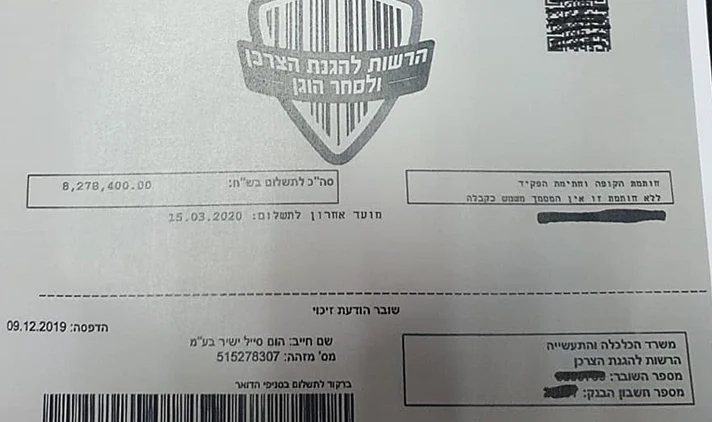 הרשות להגנת הצרכן
ולסחר הוגן
חותמת הקופה וחתימת הפקיד
ללא חותמת זו אין המסמך משמש כקבלה
סה"כ לתשלום בש"ח: 8,278,400.00
מועד אחרון לתשלום: 15.03.2020
שובר הודעת זיכוי
הדפסה: 09.12.2019
משרד הכלכלה והתעשייה
הרשות להגנת הצרכן
מספר השובר:
מספר חשבון הבנק:
שם חייב: הום סייל ישיר בע"מ
מס' מזהה: 515278307
ברקוד לתשלום בסניפי הדואר